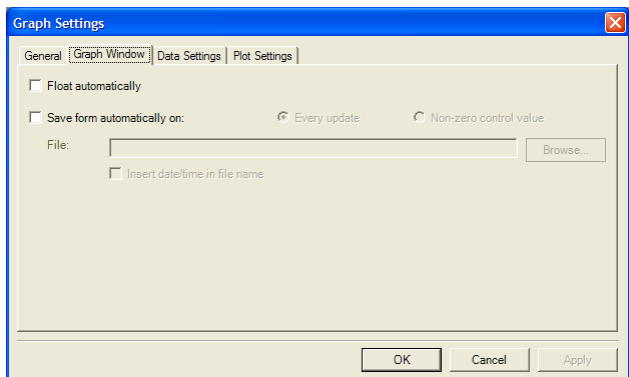 Graph Settings
General Graph Window Data Settings Plot Settings
Float automatically
Save form automatically on: Every update Non-zero control value
File: Browse...
Insert date/time in file name
OK Cancel Apply